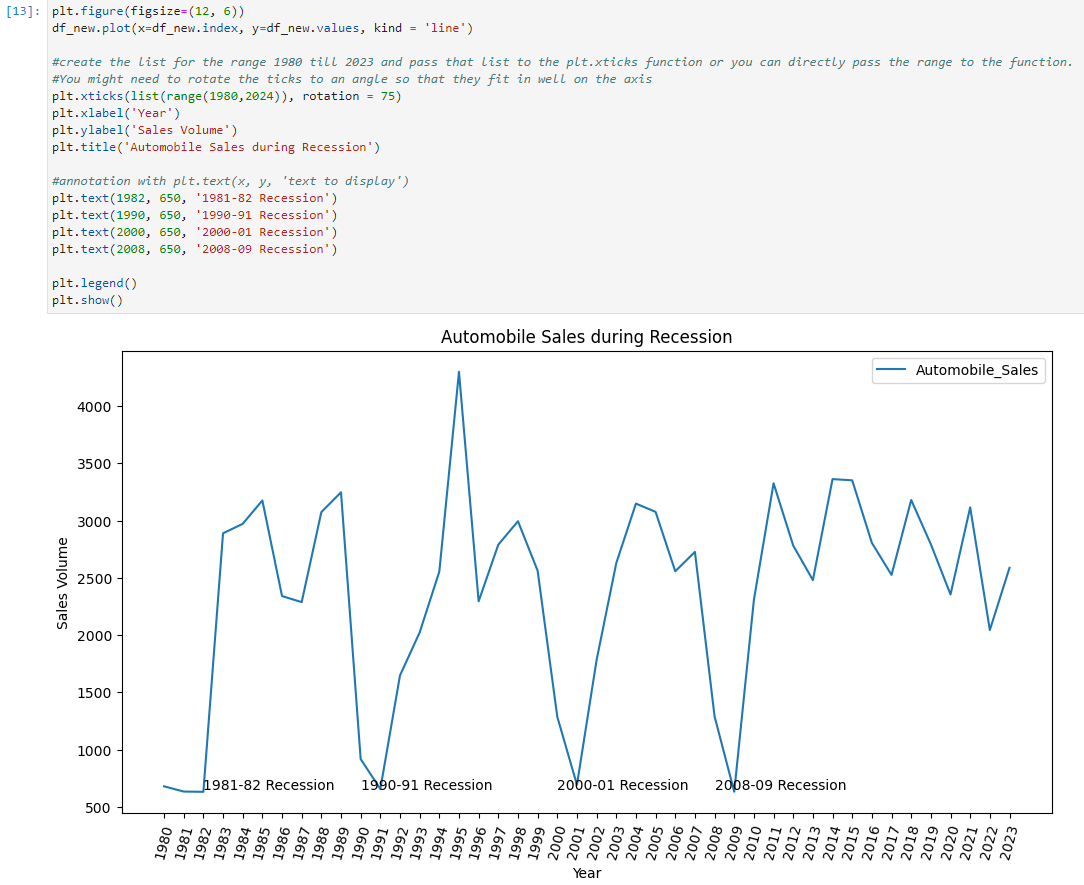 [13]: plt.figure(figsize=(12, 6))
df_new.plot(x=df_new.index, y=df_new.values, kind = 'line')
#create the list for the range 1980 till 2023 and pass that list to the plt.xticks function or you can directly pass the range to the function.
#You might need to rotate the ticks to an angle so that they fit in well on the axis
plt.xticks(list(range(1980,2024)), rotation = 75)
plt.xlabel('Year')
plt.ylabel('Sales Volume')
plt.title('Automobile Sales during Recession')
#annotation with plt.text(x, y, 'text to display')
plt.text(1982, 650, '1981-82 Recession')
plt.text(1990, 650, '1990-91 Recession')
plt.text(2000, 650, '2000-01 Recession')
plt.text(2008, 650, '2008-09 Recession')
plt.legend()
plt.show()
Automobile Sales during Recession
Automobile_Sales
4000
3500
3000
2500
2000
1500
1000
500
Sales Volume
1981-82 Recession 1990-91 Recession 2000-01 Recession 2008-09 Recession
1980 1981 1982 1983 1984 1985 1986 1987 1988 1989 1990 1991 1992 1993 1994 1995 1996 1997 1998 1999 2000 2001 2002 2003 2004 2005 2006 2007 2008 2009 2010 2011 2012 2013 2014 2015 2016 2017 2018 2019 2020 2021 2022 2023
Year